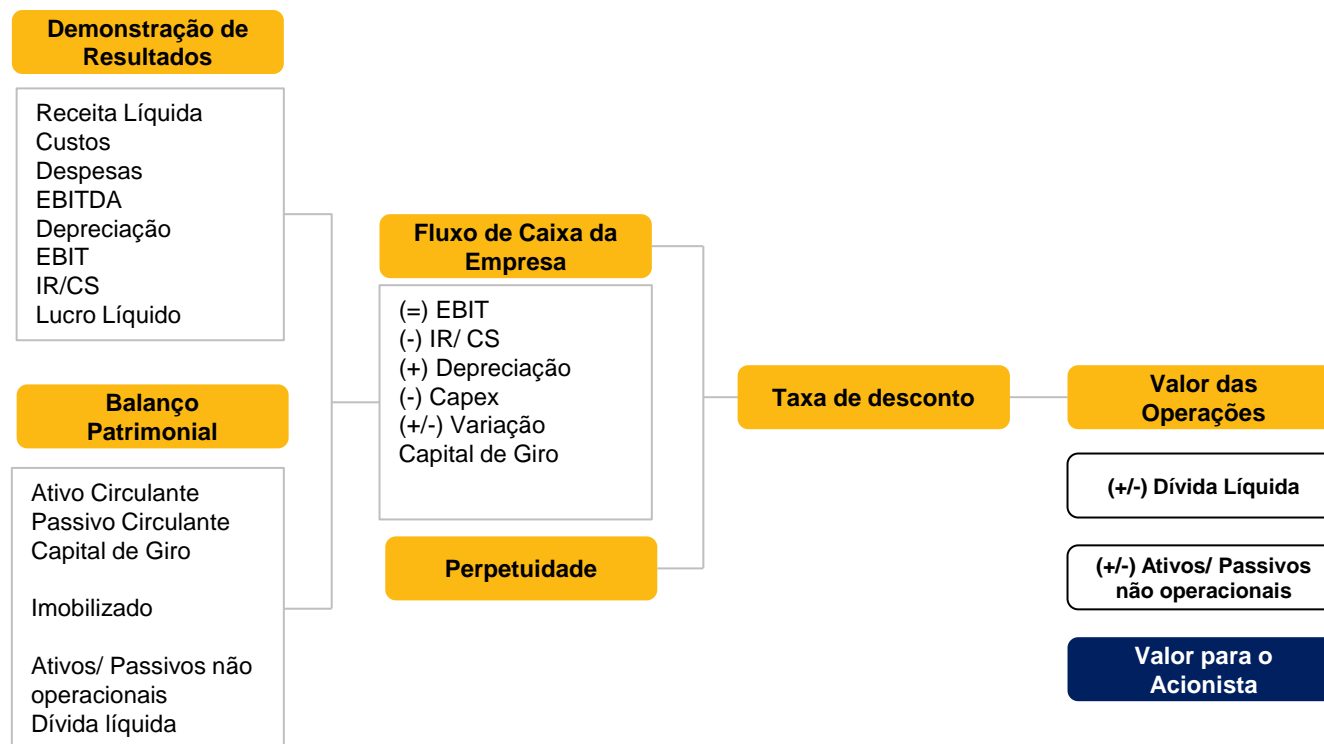 Demonstração de
Resultados
Receita Líquida
Custos
Despesas
EBITDA
Depreciação
EBIT
IR/CS
Lucro Líquido
Balanço
Patrimonial
Ativo Circulante
Passivo Circulante
Capital de Giro
Imobilizado
Ativos/ Passivos não
operacionais
Dívida líquida
Fluxo de Caixa da
Empresa
(=) EBIT
(-) IR/ CS
(+) Depreciação
(-) Capex
(+/-) Variação
Capital de Giro
Perpetuidade
Taxa de desconto
Valor das
Operações
(+/-) Dívida Líquida
(+/-) Ativos/ Passivos
não operacionais
Valor para o
Acionista